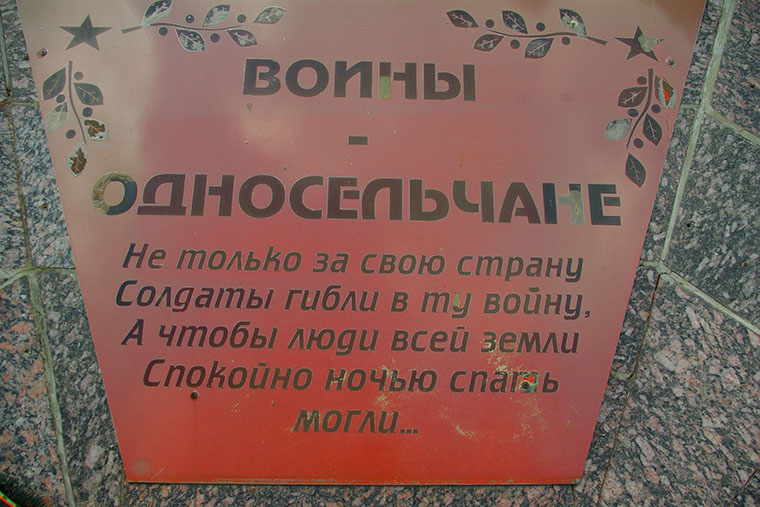 ВОИНЫ
-
ОДНОСЕЛЬЧАНЕ
Не только за свою страну
Солдаты гибли в ту войну,
А чтобы люди всей земли
Спокойно ночью спать
могли...